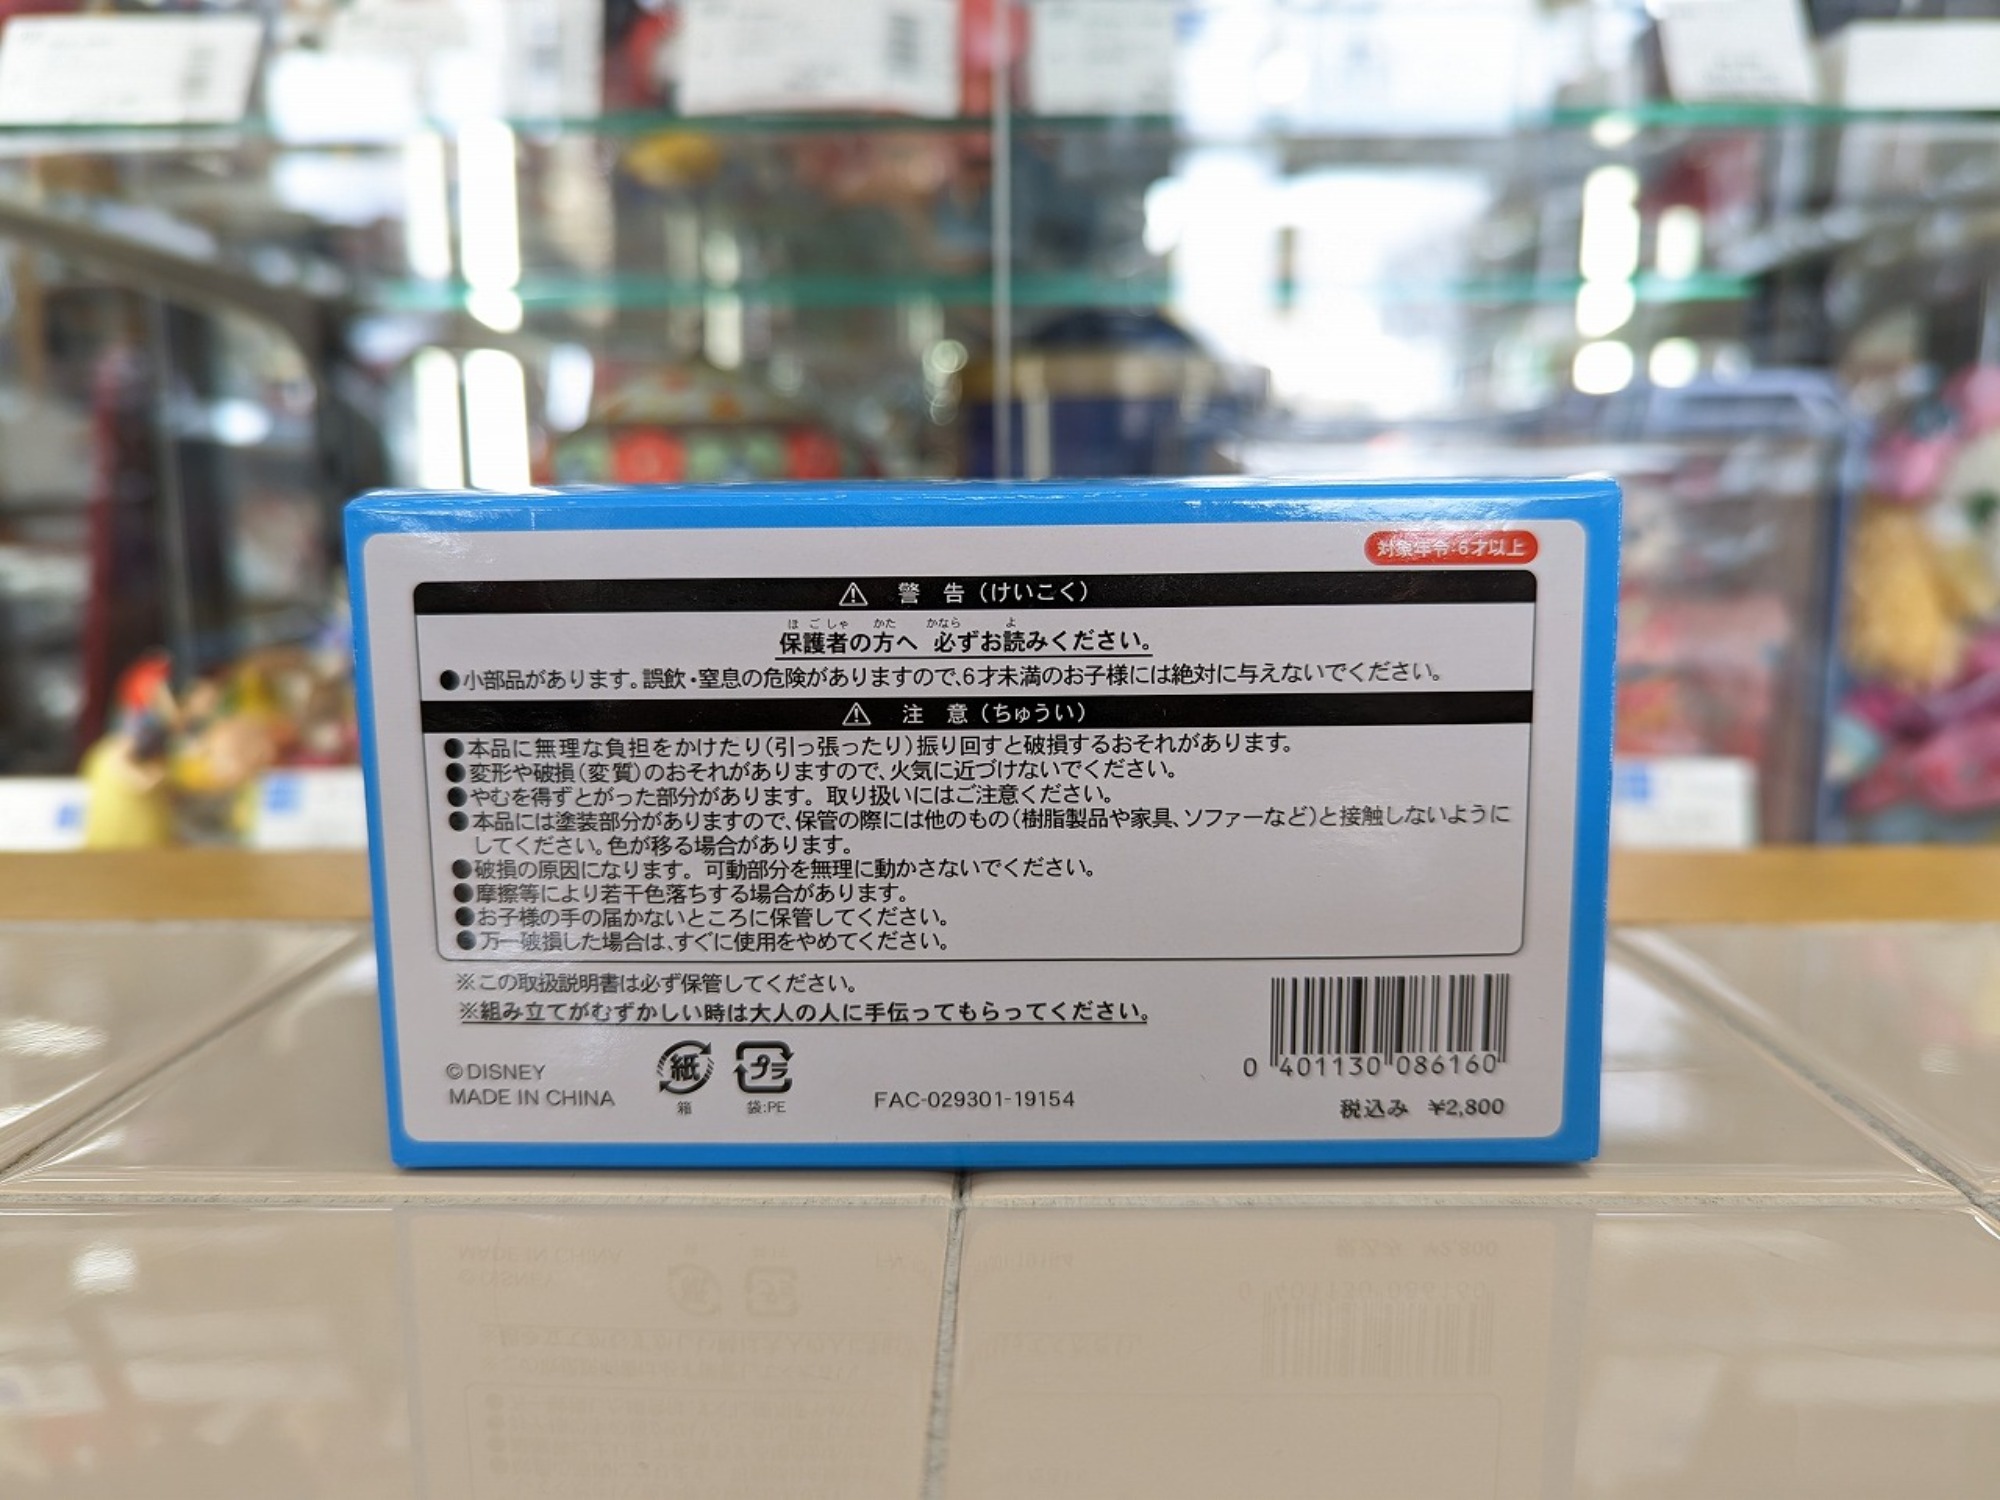 対象年令:6才以上
⚠ 警 告(けいこく)
ほ ご しゃ かた かなら よ
保護者の方へ 必ずお読みください。
●小部品があります。誤飲・窒息の危険がありますので、6才未満のお子様には絶対に与えないでください。
⚠ 注 意(ちゅうい)
●本品に無理な負担をかけたり(引っ張ったり)振り回すと破損するおそれがあります。
●変形や破損(変質)のおそれがありますので、火気に近づけないでください。
●やむを得ずとがった部分があります。取り扱いにはご注意ください。
●本品には塗装部分がありますので、保管の際には他のもの(樹脂製品や家具、ソファーなど)と接触しないように
してください。色が移る場合があります。
●破損の原因になります。可動部分を無理に動かさないでください。
●摩擦等により若干色落ちする場合があります。
●お子様の手の届かないところに保管してください。
●万一破損した場合は、すぐに使用をやめてください。
※この取扱説明書は必ず保管してください。
※組み立てがむずかしい時は大人の人に手伝ってもらってください。
©DISNEY
MADE IN CHINA
紙
箱
プラ
袋:PE
FAC-029301-19154
0 401130 086160
税込み ¥2,800